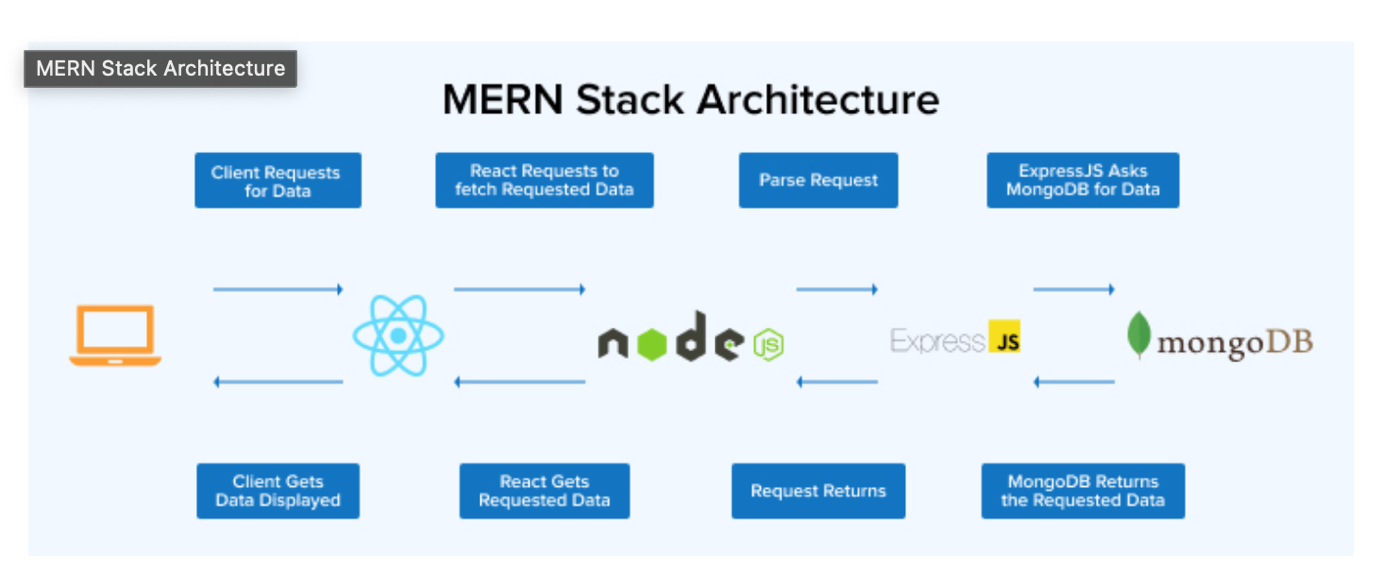 MERN Stack Architecture
MERN Stack Architecture
Client Requests
for Data
React Requests to
fetch Requested Data
Parse Request
ExpressJS Asks
MongoDB for Data
node JS
Express JS
mongoDB
Client Gets
Data Displayed
React Gets
Requested Data
Request Returns
MongoDB Returns
the Requested Data